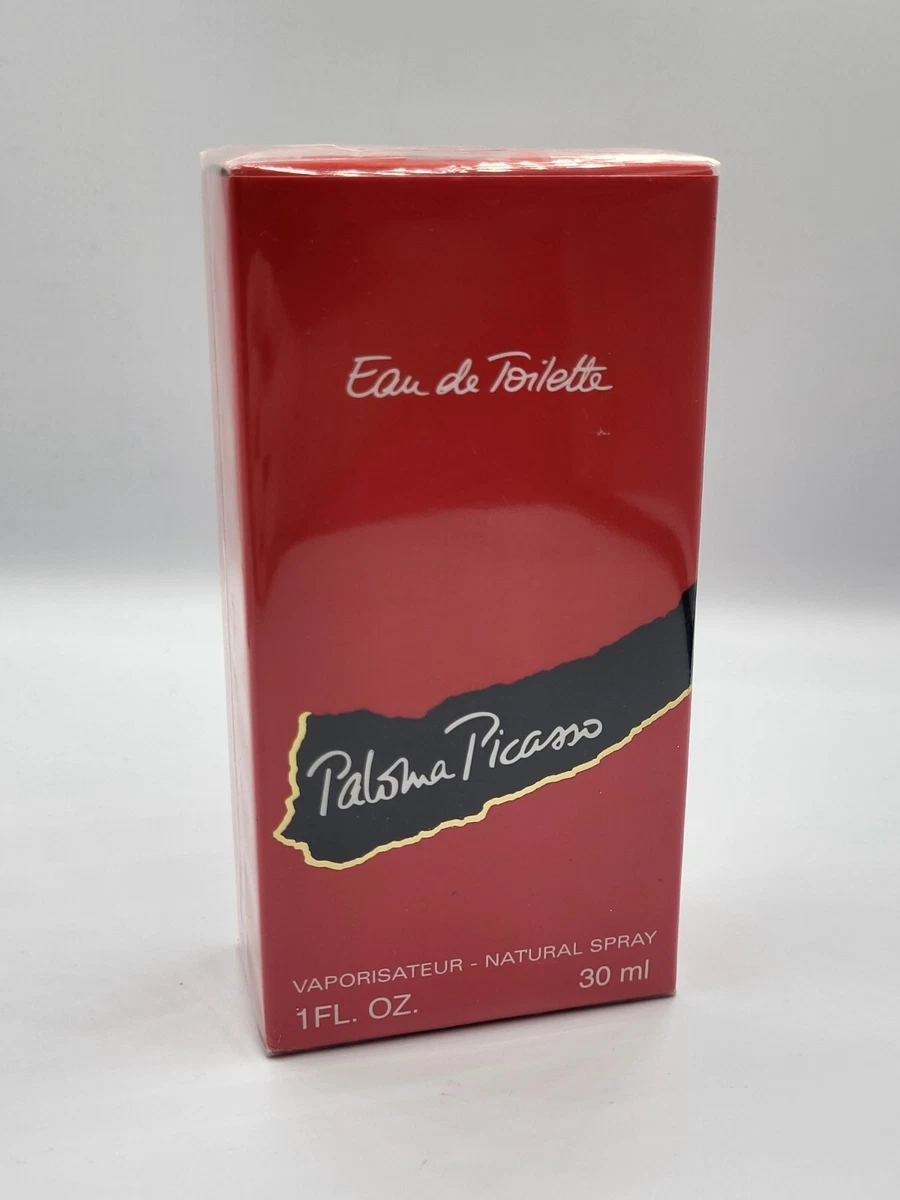 Eau de Toilette
Paloma Picasso
VAPORISATEUR - NATURAL SPRAY
1FL. OZ. 30 ml